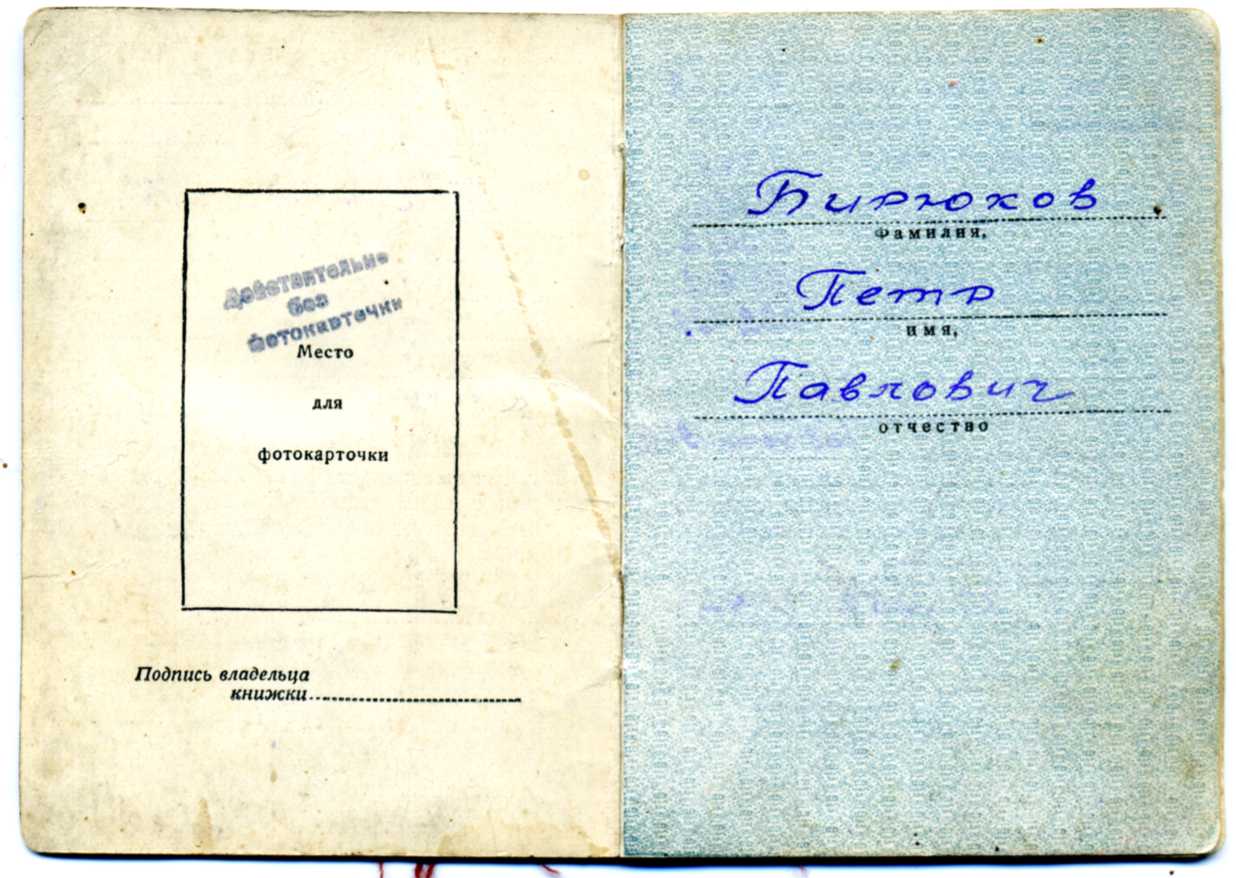 Действительно
без
фотокарточки
Место
для
фотокарточки
Подпись владельца
книжки
Бирюков
фамилия,
Петр
имя,
Павлович
отчество